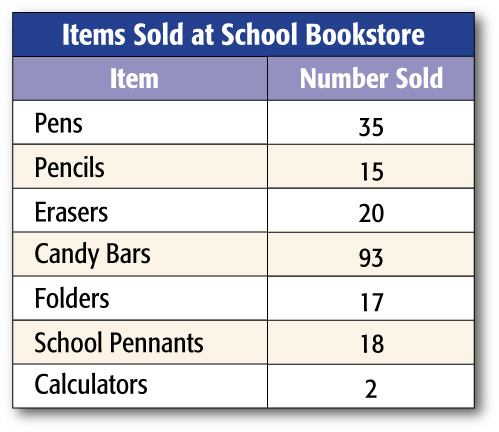 Items Sold at School Bookstore
Item Number Sold
Pens 35
Pencils 15
Erasers 20
Candy Bars 93
Folders 17
School Pennants 18
Calculators 2